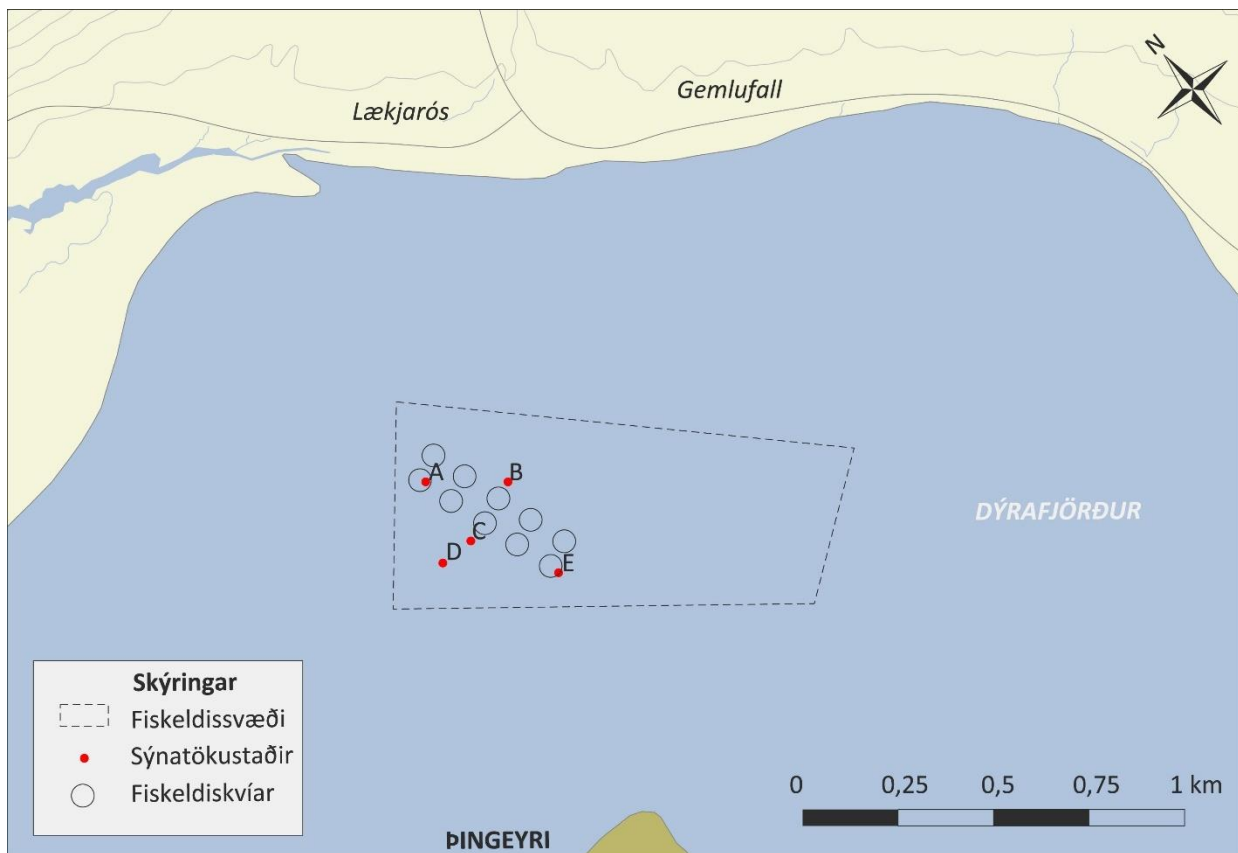 N
Gemlufall
Lækjarós
A
B
C
D
E
DÝRAFJÖRÐUR
Skýringar
Fiskeldissvæði
Sýnatökustaðir
Fiskeldiskvíar
0 0,25 0,5 0,75 1 km
ÞINGEYRI